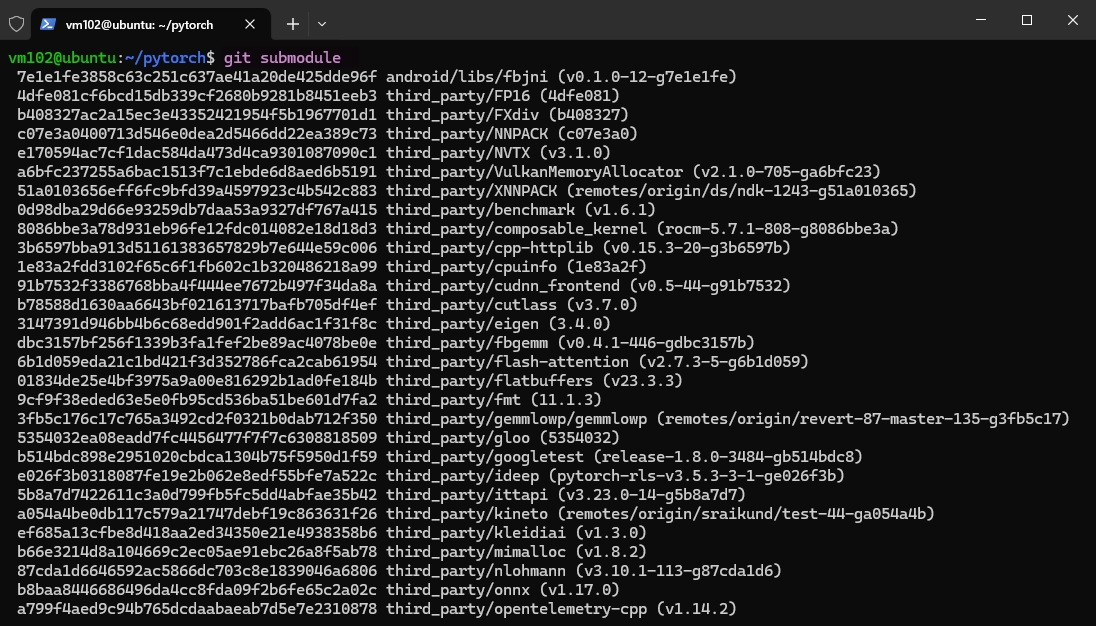 vm102@ubuntu: ~/pytorch
vm102@ubuntu:~/pytorch$ git submodule
7e1e1fe3858c63c251c637ae41a20de425dde96f android/libs/fbjni (v0.1.0-12-g7e1e1fe)
4dfe081cf6bcd15db339cf2680b9281b8451eeb3 third_party/FP16 (4dfe081)
b408327ac2a15ec3e43352421954f5b1967701d1 third_party/FXdiv (b408327)
c07e3a0400713d546e0dea2d5466dd22ea389c73 third_party/NNPACK (c07e3a0)
e170594ac7cf1dac584da473d4ca9301087090c1 third_party/NVTX (v3.1.0)
a6bfc237255a6bac1513f7c1ebde6d8aed6b5191 third_party/VulkanMemoryAllocator (v2.1.0-705-ga6bfc23)
51a0103656eff6fc9bfd39a4597923c4b542c883 third_party/XNNPACK (remotes/origin/ds/ndk-1243-g51a010365)
0d98dba29d66e93259db7daa53a9327df767a415 third_party/benchmark (v1.6.1)
8086bbe3a78d931eb96fe12fdc014082e18d18d3 third_party/composable_kernel (rocm-5.7.1-808-g8086bbe3a)
3b6597bba913d51161383657829b7e644e59c006 third_party/cpp-httplib (v0.15.3-20-g3b6597b)
1e83a2fdd3102f65c6f1fb602c1b320486218a99 third_party/cpuinfo (1e83a2f)
91b7532f3386768bba4f444ee7672b497f34da8a third_party/cudnn_frontend (v0.5-44-g91b7532)
b78588d1630aa6643bf021613717bafb705df4ef third_party/cutlass (v3.7.0)
3147391d946bb4b6c68edd901f2add6ac1f31f8c third_party/eigen (3.4.0)
dbc3157bf256f1339b3fa1fef2be89ac4078be0e third_party/fbgemm (v0.4.1-446-gdbc3157b)
6b1d059eda21c1bd421f3d352786fca2cab61954 third_party/flash-attention (v2.7.3-5-g6b1d059)
01834de25e4bf3975a9a00e816292b1ad0fe184b third_party/flatbuffers (v23.3.3)
9cf9f38eded63e5e0fb95cd536ba51be601d7fa2 third_party/fmt (11.1.3)
3fb5c176c17c765a3492cd2f0321b0dab712f350 third_party/gemmlowp/gemmlowp (remotes/origin/revert-87-master-135-g3fb5c17)
5354032ea08eadd7fc4456477f7f7c6308818509 third_party/gloo (5354032)
b514bdc898e2951020cbdca1304b75f5950d1f59 third_party/googletest (release-1.8.0-3484-gb514bdc8)
e026f3b0318087fe19e2b062e8edf55bfe7a522c third_party/ideep (pytorch-rls-v3.5.3-3-1-ge026f3b)
5b8a7d7422611c3a0d799fb5fc5dd4abfae35b42 third_party/ittapi (v3.23.0-14-g5b8a7d7)
a054a4be0db117c579a21747debf19c863631f26 third_party/kineto (remotes/origin/sraikund/test-44-ga054a4b)
ef685a13cfbe8d418aa2ed34350e21e4938358b6 third_party/kleidiai (v1.3.0)
b66e3214d8a104669c2ec05ae91ebc26a8f5ab78 third_party/mimalloc (v1.8.2)
87cda1d6646592ac5866dc703c8e1839046a6806 third_party/nlohmann (v3.10.1-113-g87cda1d6)
b8baa8446686496da4cc8fda09f2b6fe65c2a02c third_party/onnx (v1.17.0)
a799f4aed9c94b765dcdaabaeab7d5e7e2310878 third_party/opentelemetry-cpp (v1.14.2)